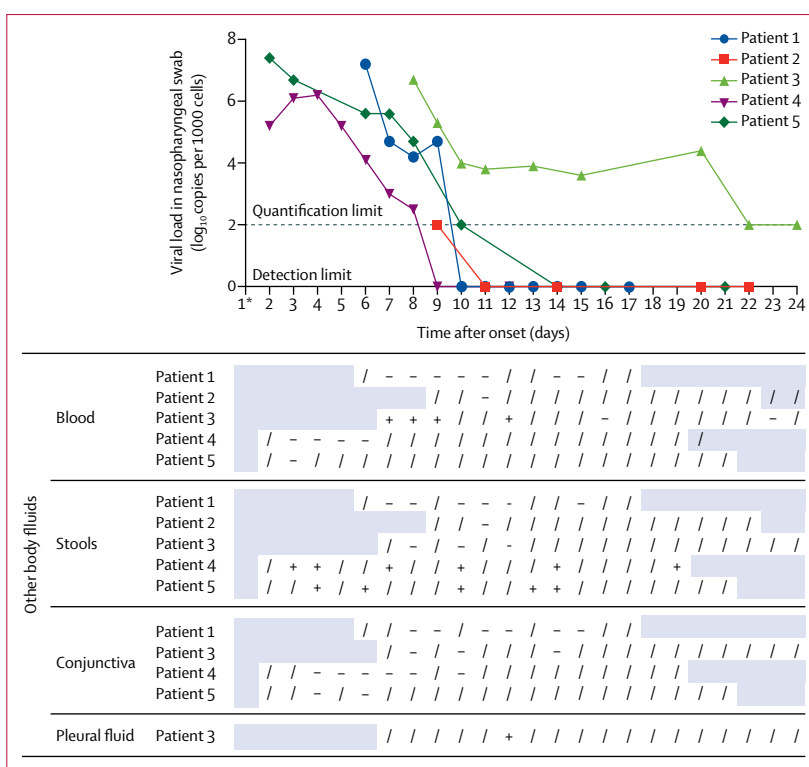 8
6
4
2
0
Viral load in nasopharyngeal swab
(log10 copies per 1000 cells)
Patient 1
Patient 2
Patient 3
Patient 4
Patient 5
Quantification limit
Detection limit
1* 2 3 4 5 6 7 8 9 10 11 12 13 14 15 16 17 18 19 20 21 22 23 24
Time after onset (days)
Other body flluids
Blood
Patient 1 / – – – – – / / – – / /
Patient 2 / / – / / / / / / / / / / / / /
Patient 3 + + + / / + / / / – / / / / / / – /
Patient 4 / – – – – / / / / / / / / / / / / / /
Patient 5 / – / / / / / / / / / / / / / / / / / /
Stools
Patient 1 / – – / – – - / / – / /
Patient 2 / / – / / / / / / / / / / /
Patient 3 / – / – / - / / / / / / / / / / / /
Patient 4 / + + / / + / / + / / / + / / / / +
Patient 5 / / + / + / / / + / / + + / / / / / / /
Conjunctiva
Patient 1 / / – – / – – / – – / /
Patient 3 / – / – / / / – / / / / / / / / / /
Patient 4 / / – – – – – / – / / / / / / / / /
Patient 5 / / – / – / / / / / / / / / / / / / / /
Pleural fluid
Patient 3 / / / / / + / / / / / / / / / / / /